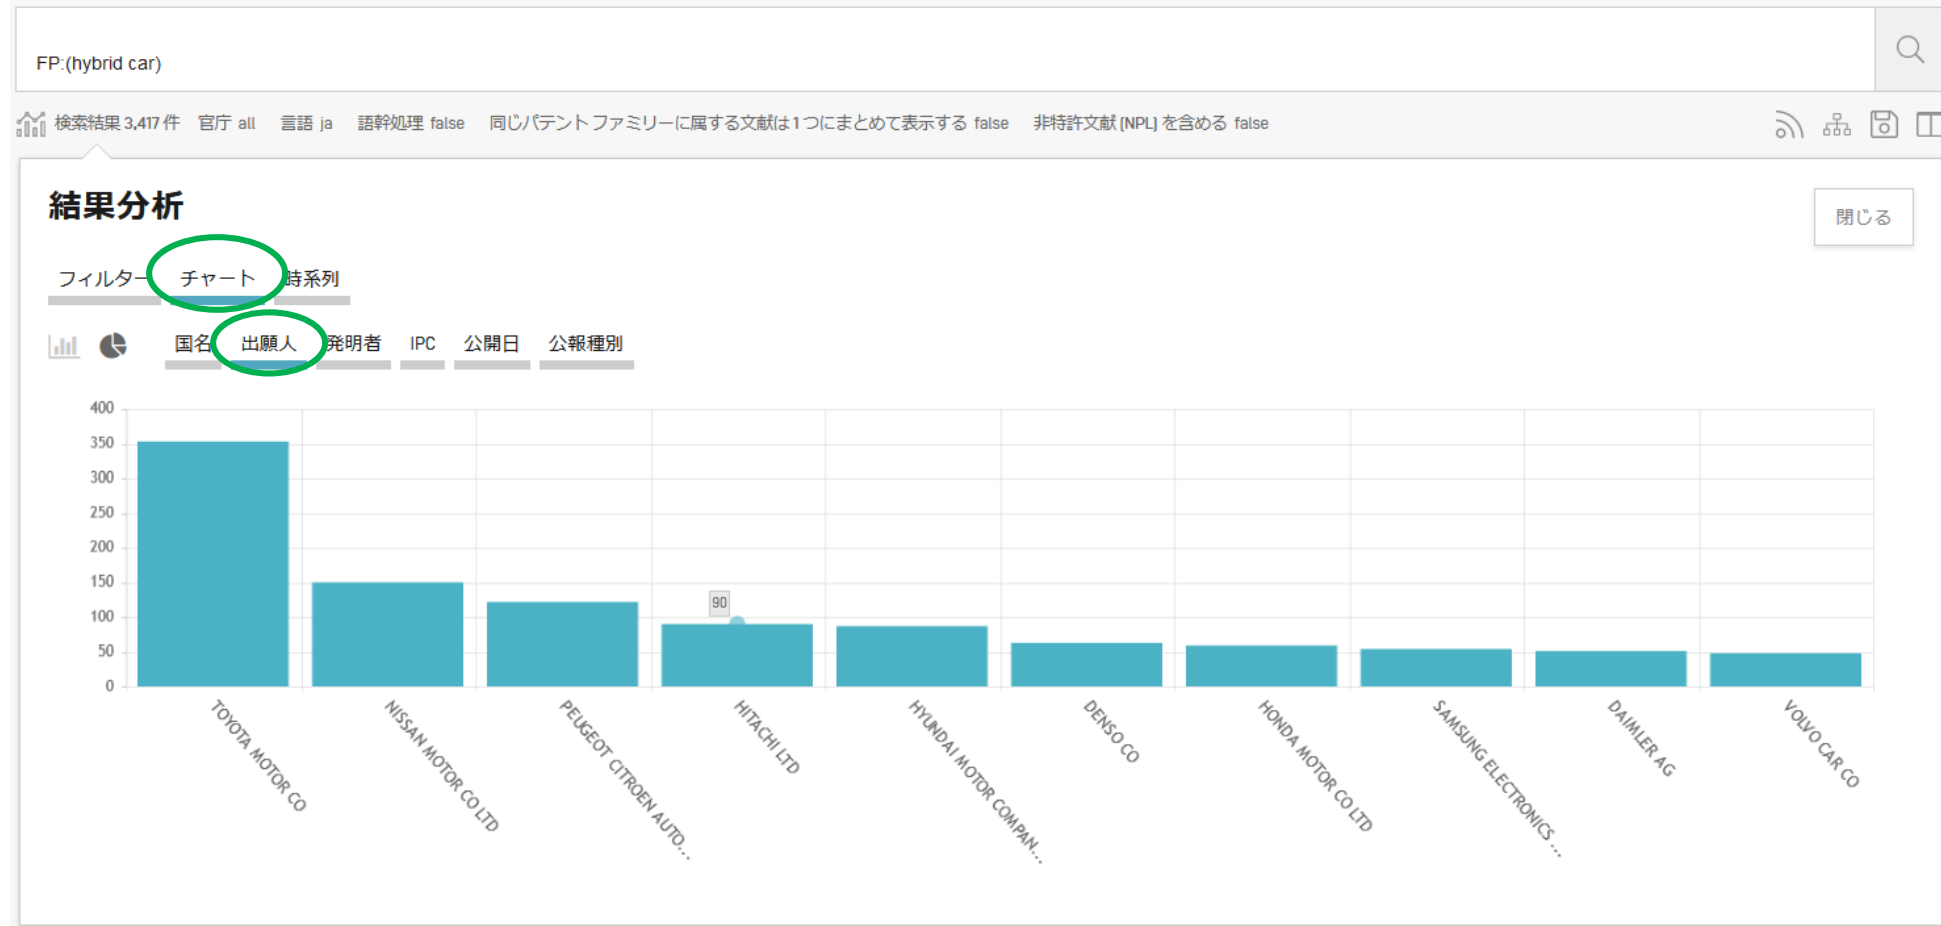 FP:(hybrid car)
検索結果 3,417 件 官庁 all 言語 ja 語幹処理 false 同じパテント ファミリーに属する文献は1つにまとめて表示する false 非特許文献 [NPL] を含める false
結果分析
閉じる
フィルター チャート 時系列
国名 出願人 発明者 IPC 公開日 公報種別
400
350
300
250
200
150
100
50
0
90
TOYOTA MOTOR CO
NISSAN MOTOR CO LTD
PEUGEOT CITROEN AUTO...
HITACHI LTD
HYUNDAI MOTOR COMPAN...
DENSO CO
HONDA MOTOR CO LTD
SAMSUNG ELECTRONICS ...
DAIMLER AG
VOLVO CAR CO